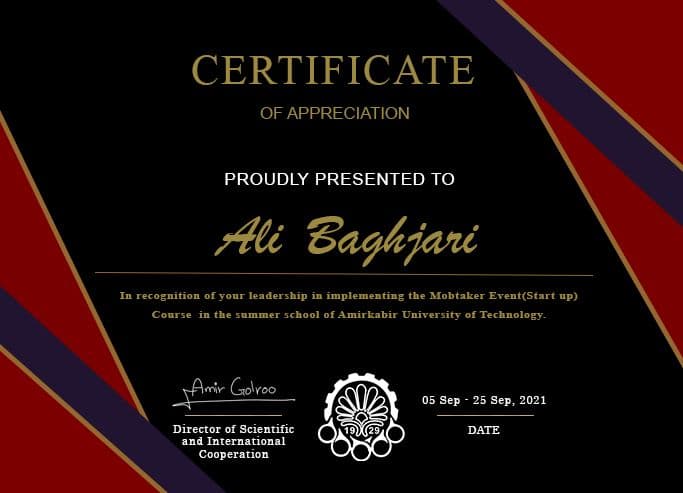 CERTIFICATE
OF APPRECIATION
PROUDLY PRESENTED TO
Ali Baghjari
In recognition of your leadership in implementing the Mobtaker Event(Start up)
Course in the summer school of Amirkabir University of Technology.
Amir Golroo
Director of Scientific
and International
Cooperation
19 29
05 Sep - 25 Sep, 2021
DATE